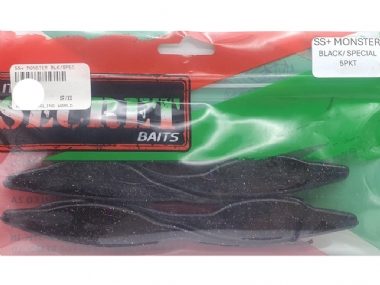 SS+ MONSTER BLK/SPEC
SS+ MONSTER
BLACK/ SPECIAL
5PKT
SECRET
BAITS